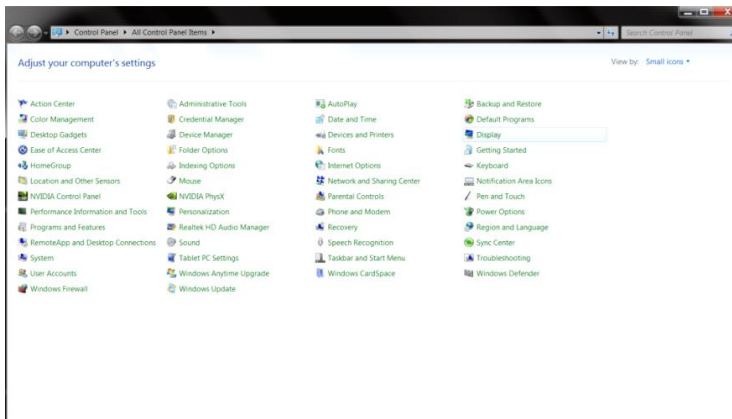 Control Panel ▸ All Control Panel Items ▸
Search Control Panel
Adjust your computer's settings
View by: Small icons
Action Center
Administrative Tools
AutoPlay
Backup and Restore
Color Management
Credential Manager
Date and Time
Default Programs
Desktop Gadgets
Device Manager
Devices and Printers
Display
Ease of Access Center
Folder Options
Fonts
Getting Started
HomeGroup
Indexing Options
Internet Options
Keyboard
Location and Other Sensors
Mouse
Network and Sharing Center
Notification Area Icons
NVIDIA Control Panel
NVIDIA PhysX
Parental Controls
Pen and Touch
Performance Information and Tools
Personalization
Phone and Modem
Power Options
Programs and Features
Realtek HD Audio Manager
Recovery
Region and Language
RemoteApp and Desktop Connections
Sound
Speech Recognition
Sync Center
System
Tablet PC Settings
Taskbar and Start Menu
Troubleshooting
User Accounts
Windows Anytime Upgrade
Windows CardSpace
Windows Defender
Windows Firewall
Windows Update